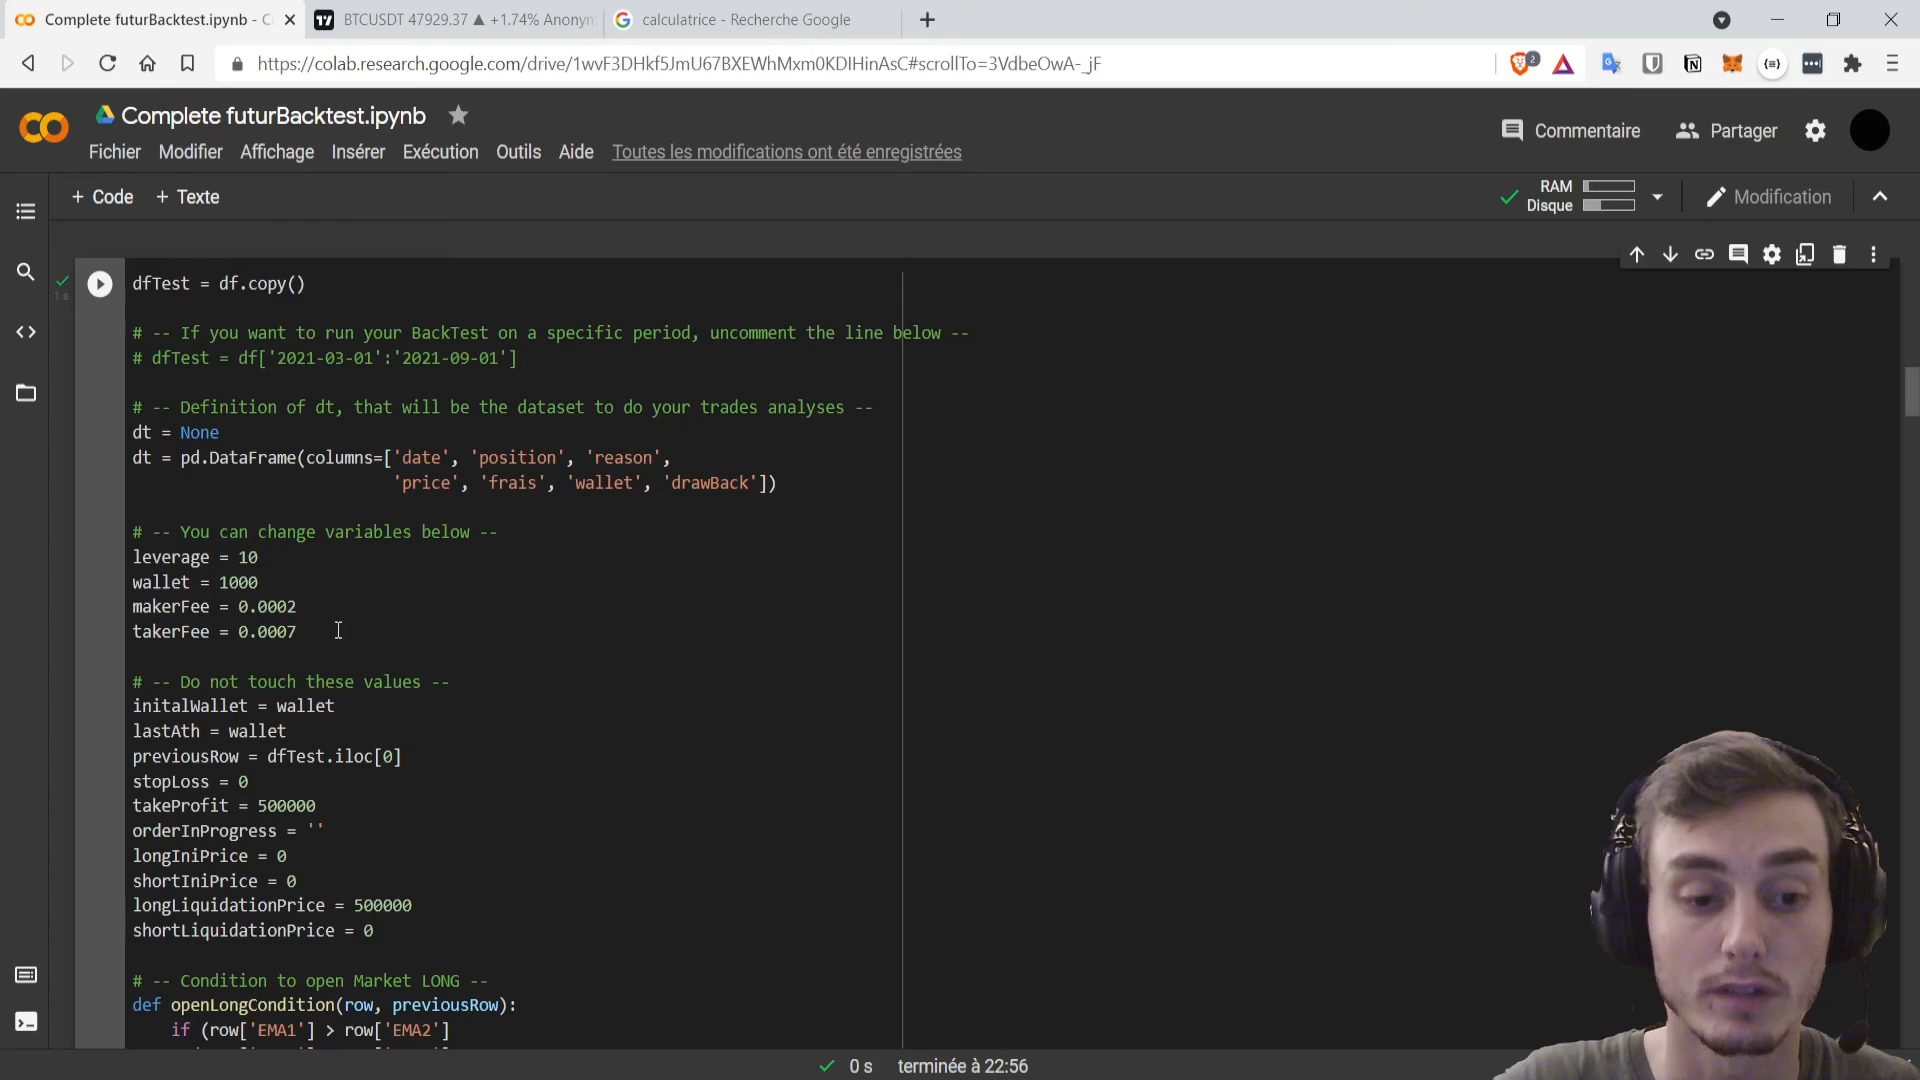 Complete futurBacktest.ipynb - C
BTCUSDT 47929.37 ▲ +1.74% Anonym
calculatrice - Recherche Google
https://colab.research.google.com/drive/1wvF3DHkf5JmU67BXEWhMxm0KDIHinAsC#scrollTo=3VdbeOwA-_jF
2
Complete futurBacktest.ipynb
Commentaire
Partager
Fichier Modifier Affichage Insérer Exécution Outils Aide Toutes les modifications ont été enregistrées
+ Code + Texte
RAM
Disque
Modification
1 s
dfTest = df.copy()
# -- If you want to run your BackTest on a specific period, uncomment the line below --
# dfTest = df['2021-03-01':'2021-09-01']
# -- Definition of dt, that will be the dataset to do your trades analyses --
dt = None
dt = pd.DataFrame(columns=['date', 'position', 'reason',
'price', 'frais', 'wallet', 'drawBack'])
# -- You can change variables below --
leverage = 10
wallet = 1000
makerFee = 0.0002
takerFee = 0.0007
# -- Do not touch these values --
initalWallet = wallet
lastAth = wallet
previousRow = dfTest.iloc[0]
stopLoss = 0
takeProfit = 500000
orderInProgress = ''
longIniPrice = 0
shortIniPrice = 0
longLiquidationPrice = 500000
shortLiquidationPrice = 0
# -- Condition to open Market LONG --
def openLongCondition(row, previousRow):
if (row['EMA1'] > row['EMA2']
0 s terminée à 22:56